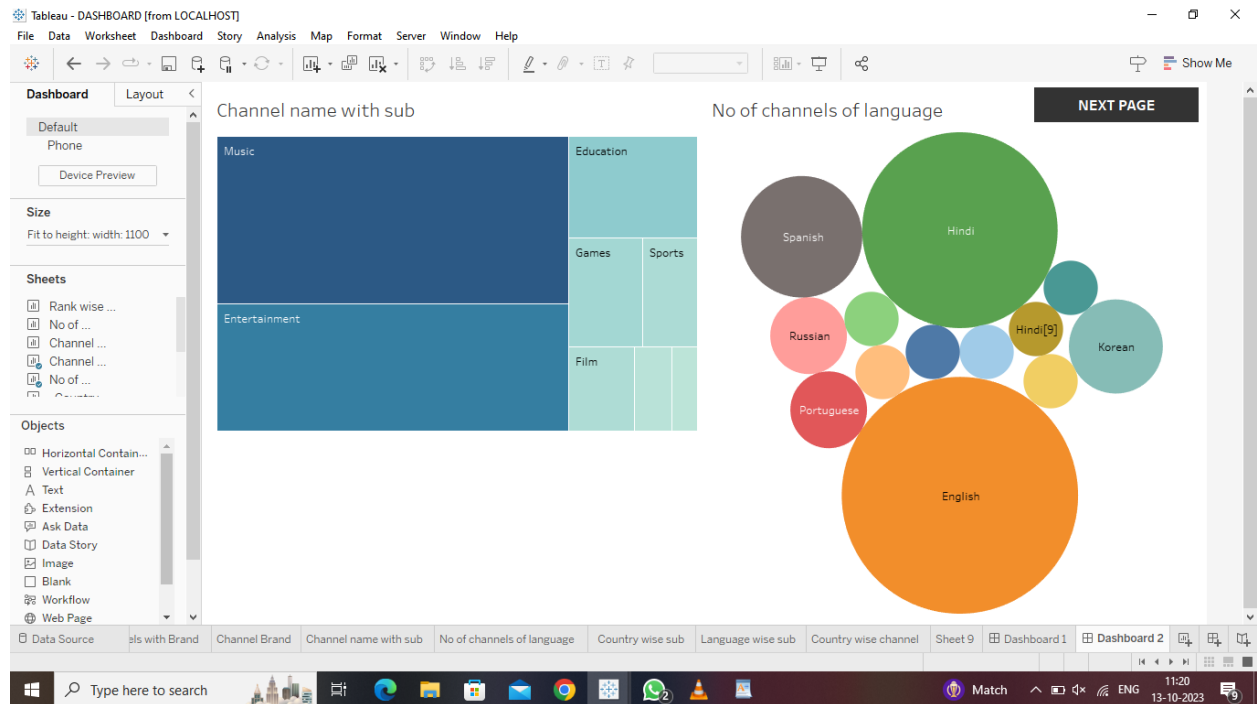 Tableau - DASHBOARD [from LOCALHOST]
File Data Worksheet Dashboard Story Analysis Map Format Server Window Help
Show Me
Dashboard Layout
Default
Phone
Device Preview
Size
Fit to height: width: 1100
Sheets
Rank wise ...
No of ...
Channel ...
Channel ...
No of ...
Objects
Horizontal Contain...
Vertical Container
Text
Extension
Ask Data
Data Story
Image
Blank
Workflow
Web Page
Channel name with sub
Music
Education
Games
Sports
Entertainment
Film
No of channels of language
NEXT PAGE
Spanish
Hindi
Russian
Hindi[9]
Korean
Portuguese
English
Data Source els with Brand Channel Brand Channel name with sub No of channels of language Country wise sub Language wise sub Country wise channel Sheet 9 Dashboard 1 Dashboard 2
Type here to search
2
Match
ENG
11:20
13-10-2023
9